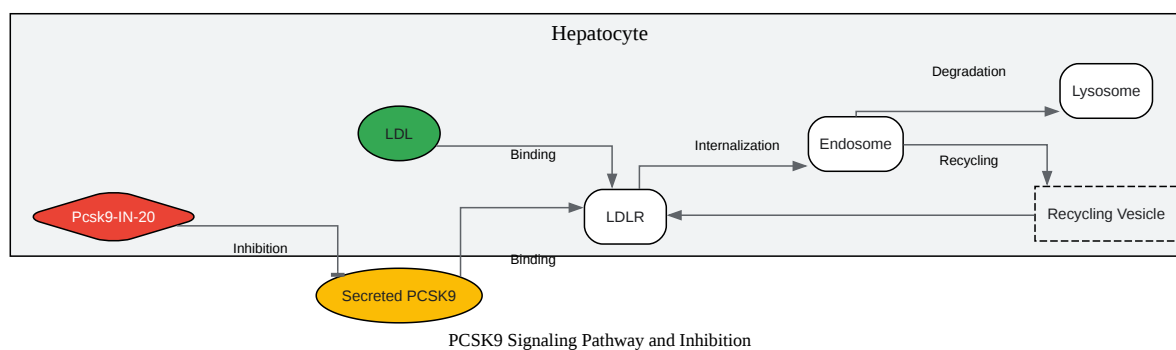 Hepatocyte
Degradation
Lysosome
LDL
Binding
Internalization
Endosome
Recycling
Pcsk9-IN-20
LDLR
Recycling Vesicle
Inhibition
Binding
Secreted PCSK9
PCSK9 Signaling Pathway and Inhibition